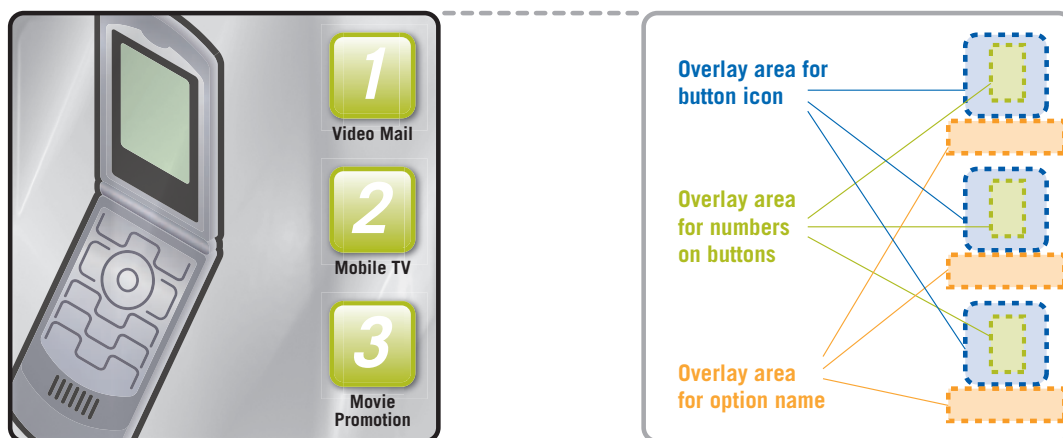 1
Video Mail
2
Mobile TV
3
Movie
Promotion
Overlay area for
button icon
Overlay area
for numbers
on buttons
Overlay area
for option name